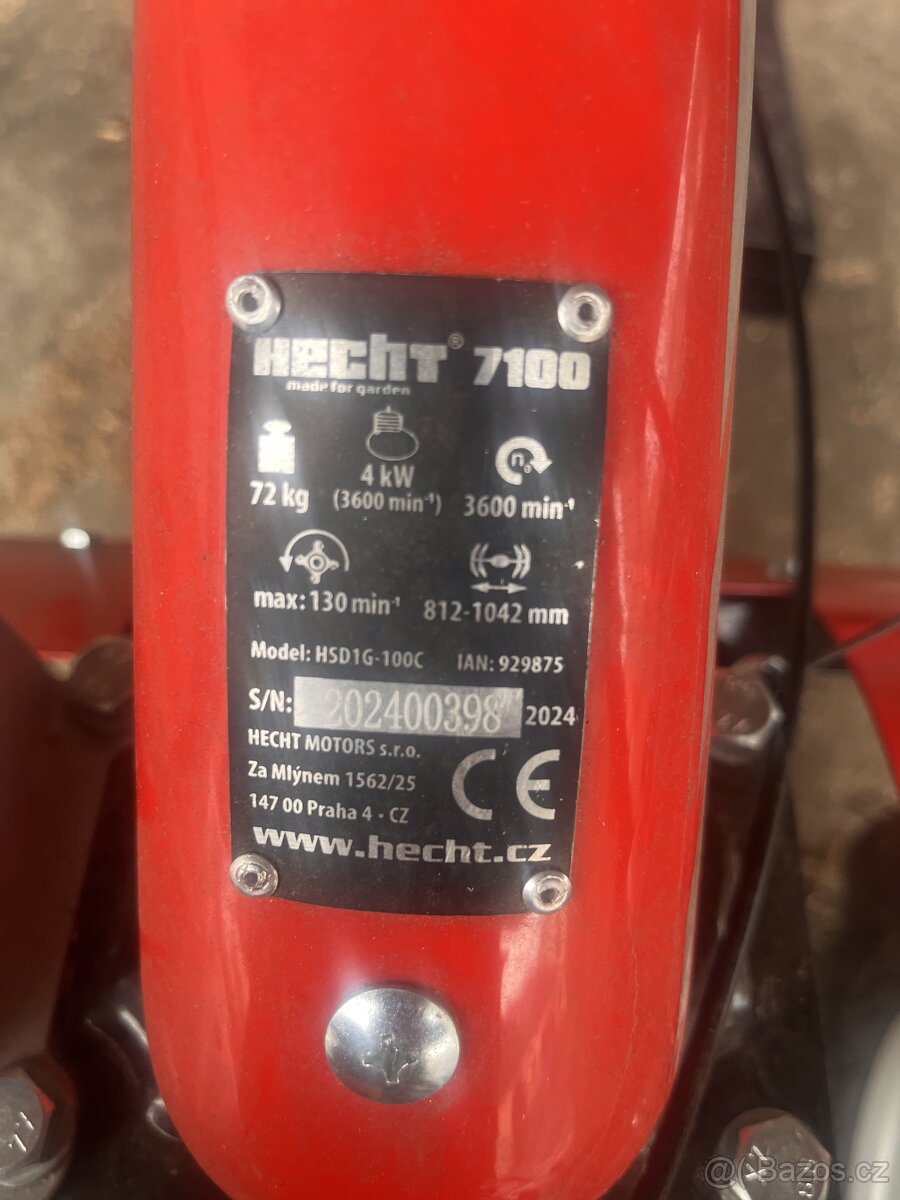 HECHT® 7100
made for garden
72 kg
4 kW
(3600 min⁻¹)
n₀
3600 min⁻¹
max: 130 min⁻¹
812-1042 mm
Model: HSD1G-100C IAN: 929875
S/N: 202400398 2024
HECHT MOTORS s.r.o.
Za Mlýnem 1562/25
147 00 Praha 4 - CZ
CE
www.hecht.cz
@ Bazos.cz